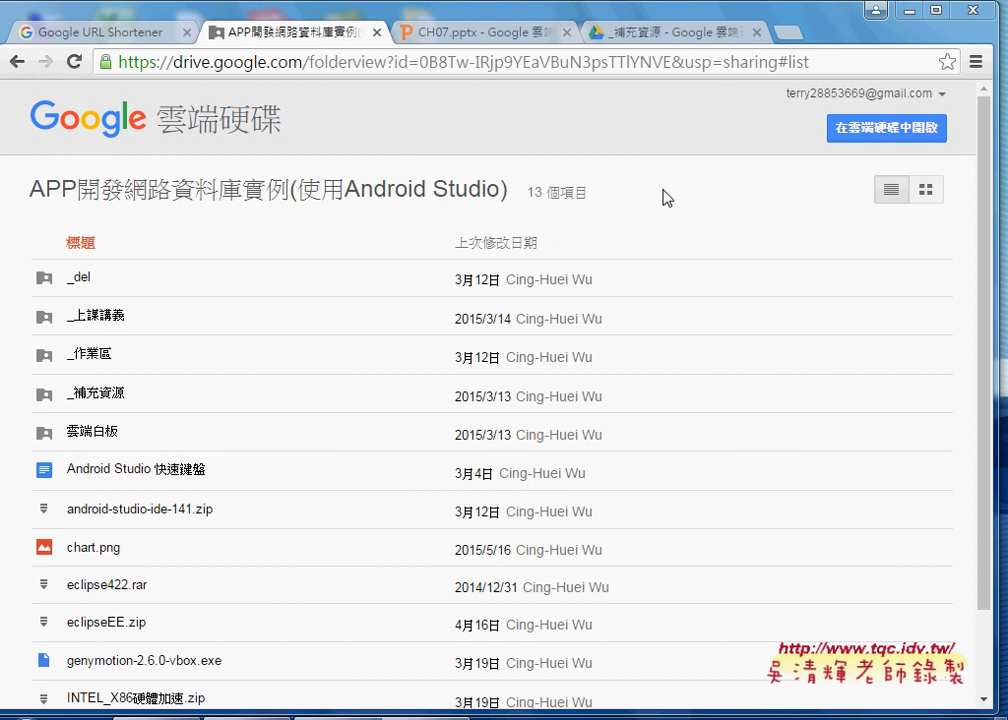 Google URL Shortener
APP開發網路資料庫實例(
CH07.pptx - Google 雲端
_補充資源 - Google 雲端硬
https://drive.google.com/folderview?id=0B8Tw-IRjp9YEaVBuN3psTTlYNVE&usp=sharing#list
terry28853669@gmail.com
Google 雲端硬碟
在雲端硬碟中開啟
APP開發網路資料庫實例(使用Android Studio) 13 個項目
標題 上次修改日期
_del 3月12日 Cing-Huei Wu
_上課講義 2015/3/14 Cing-Huei Wu
_作業區 3月12日 Cing-Huei Wu
_補充資源 2015/3/13 Cing-Huei Wu
雲端白板 2015/3/13 Cing-Huei Wu
Android Studio 快速鍵盤 3月4日 Cing-Huei Wu
android-studio-ide-141.zip 3月12日 Cing-Huei Wu
chart.png 2015/5/16 Cing-Huei Wu
eclipse422.rar 2014/12/31 Cing-Huei Wu
eclipseEE.zip 4月16日 Cing-Huei Wu
genymotion-2.6.0-vbox.exe 3月19日 Cing-Huei Wu
INTEL_X86硬體加速.zip 3月19日 Cing-Huei Wu
http://www.tqc.idv.tw/
吳清輝老師錄製